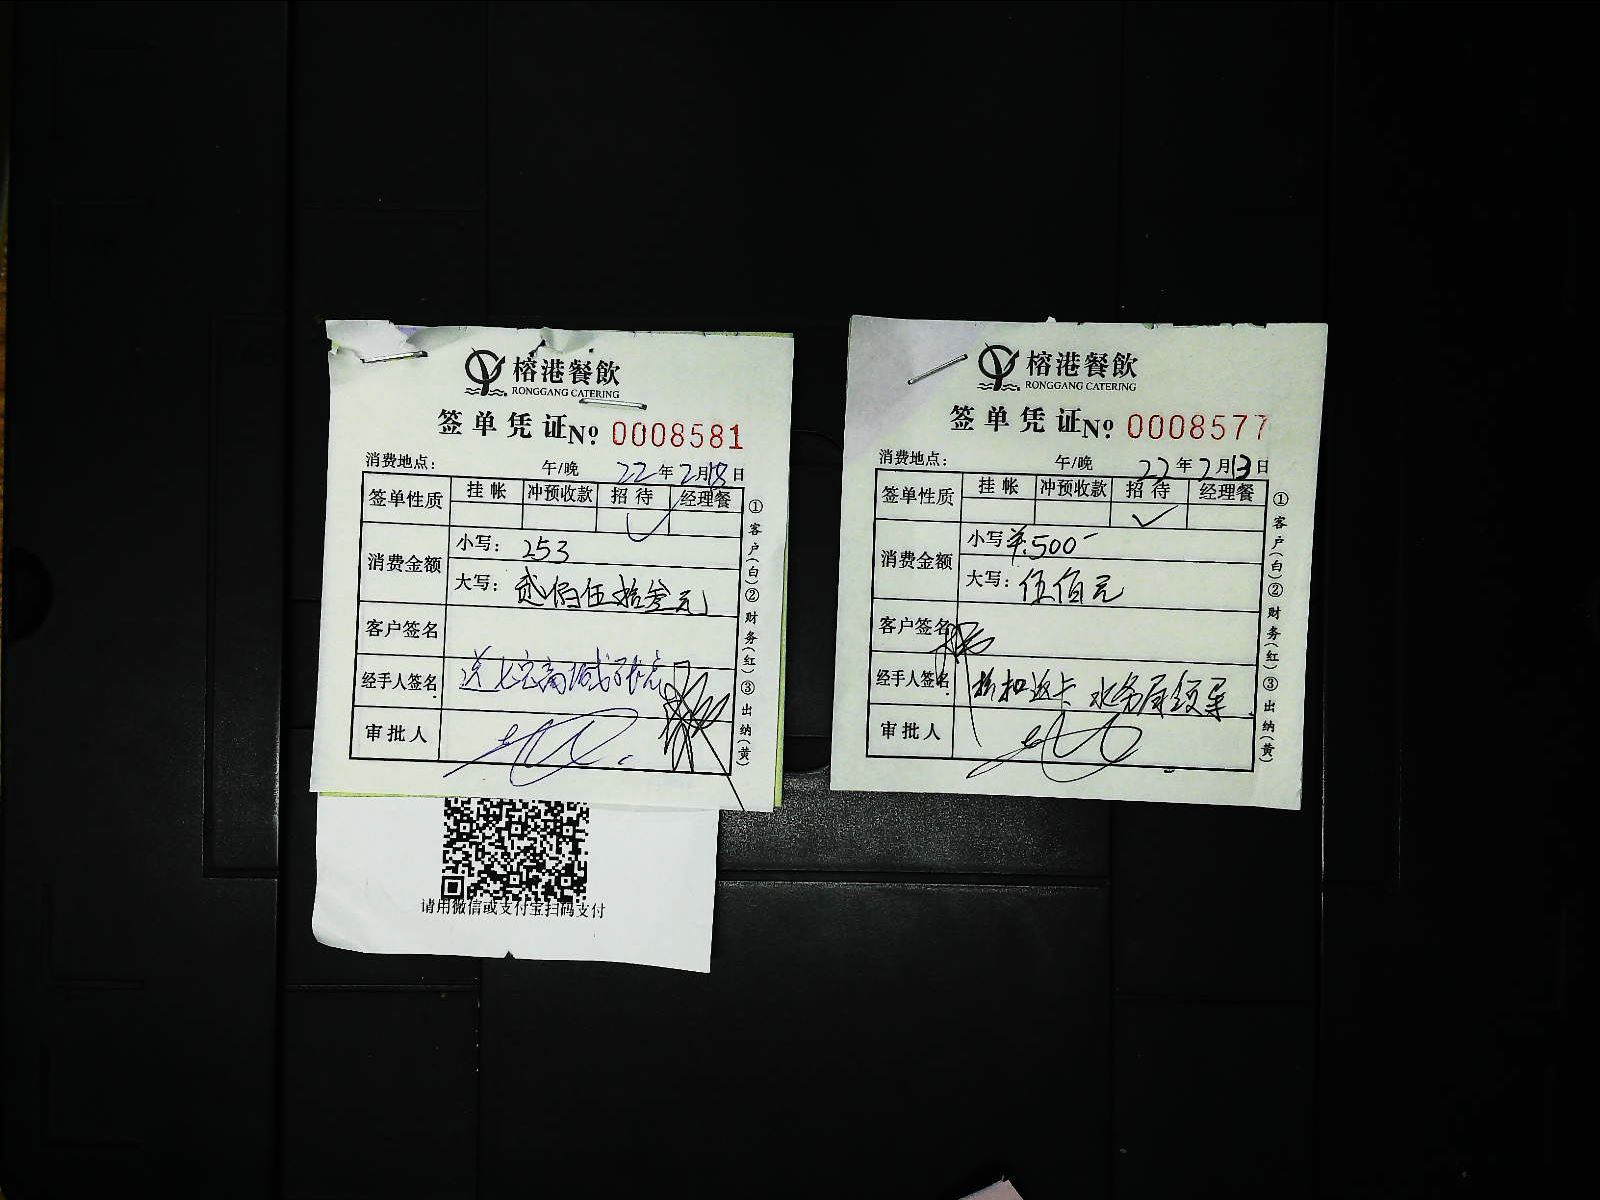 榕港餐飲
RONGGANG CATERING
签单凭证 Nº 0008581
消费地点： 午/晚 22年2月18日
签单性质 挂帐 冲预收款 招待 经理餐
消费金额 小写：253
大写：贰佰伍拾叁元
客户签名
经手人签名
审批人
①客户（白）②财务（红）③出纳（黄）
请用微信或支付宝扫码支付
榕港餐飲
RONGGANG CATERING
签单凭证 Nº 0008577
消费地点： 午/晚 22年2月13日
签单性质 挂帐 冲预收款 招待 经理餐
消费金额 小写：¥:500-
大写：伍佰元
客户签名
经手人签名 水务局领导
审批人
①客户（白）②财务（红）③出纳（黄）